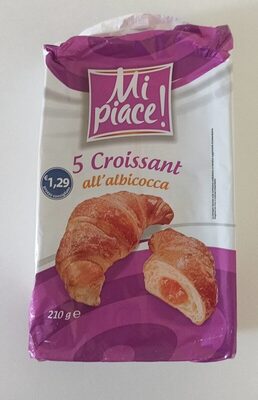 Mi
piace!
5 Croissant
all'albicocca
€ 1,29
210 g e